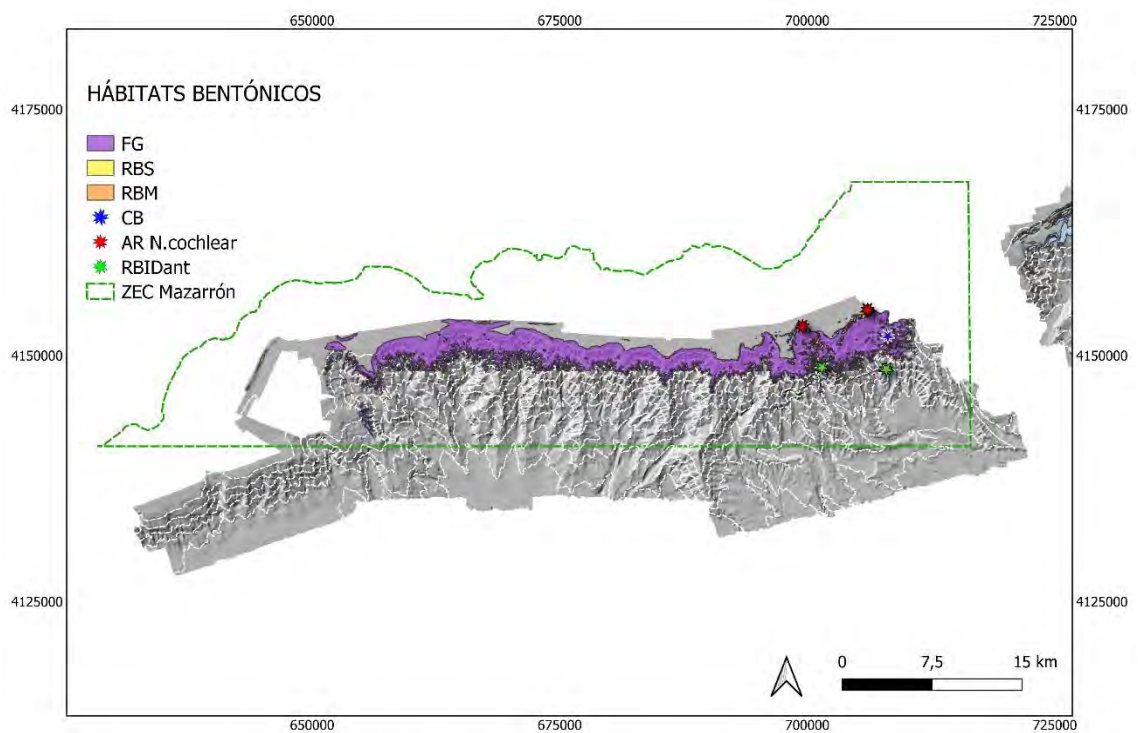 650000 675000 700000 725000
HÁBITATS BENTÓNICOS
4175000 4175000
FG
RBS
RBM
CB
AR N.cochlear
RBIDant
ZEC Mazarrón
4150000 4150000
4125000 4125000
0 7,5 15 km
650000 675000 700000 725000